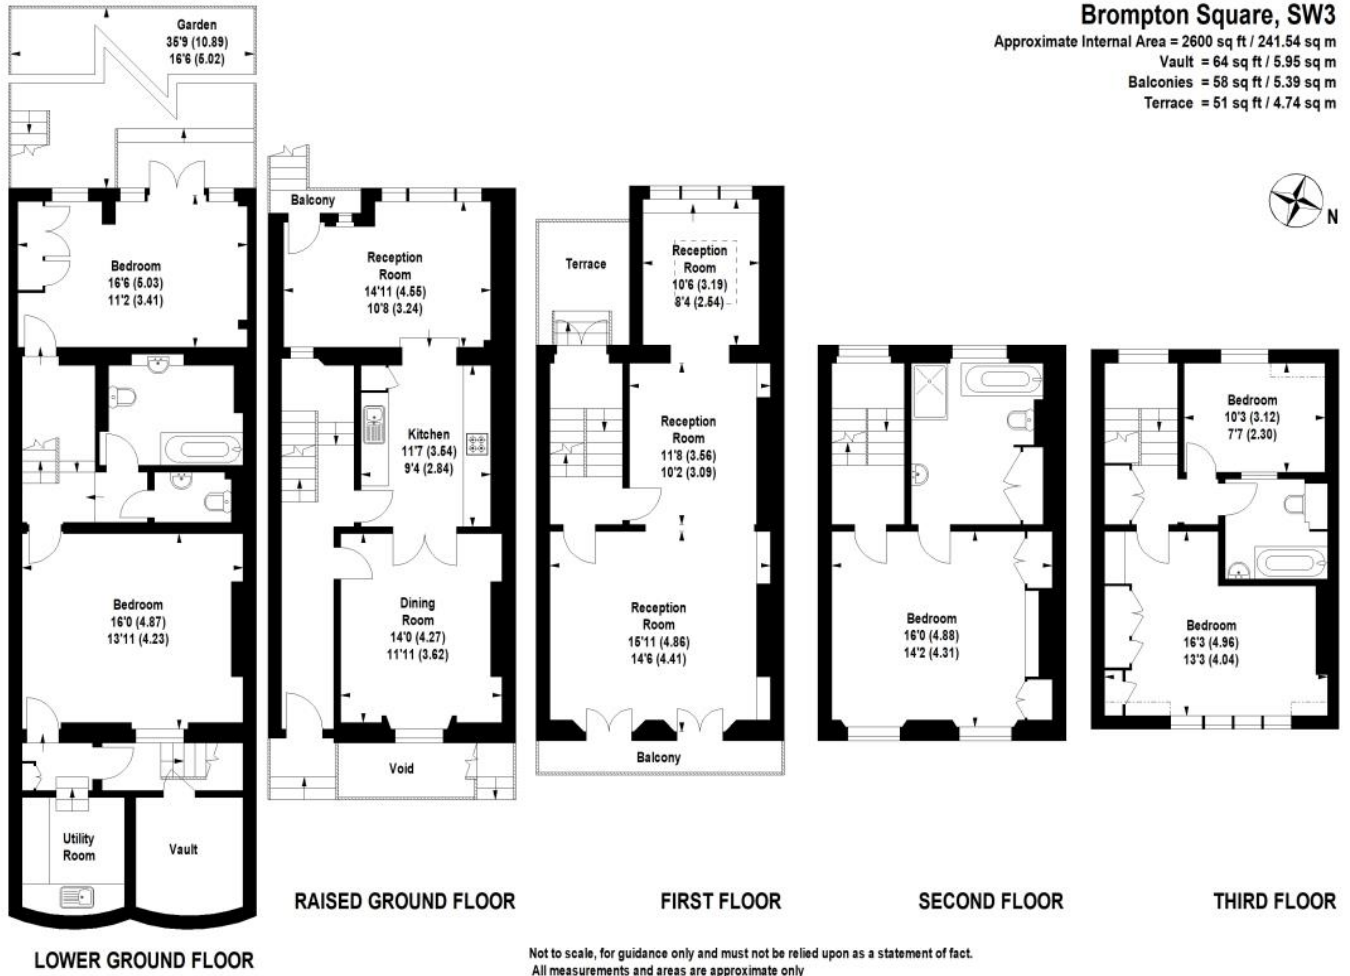 Brompton Square, SW3
Approximate Internal Area = 2600 sq ft / 241.54 sq m
Vault = 64 sq ft / 5.95 sq m
Balconies = 58 sq ft / 5.39 sq m
Terrace = 51 sq ft / 4.74 sq m
N
Garden
35'9 (10.89)
16'6 (5.02)
Bedroom
16'6 (5.03)
11'2 (3.41)
Bedroom
16'0 (4.87)
13'11 (4.23)
Utility
Room
Vault
LOWER GROUND FLOOR
Balcony
Reception
Room
14'11 (4.55)
10'8 (3.24)
Kitchen
11'7 (3.54)
9'4 (2.84)
Dining
Room
14'0 (4.27)
11'11 (3.62)
Void
RAISED GROUND FLOOR
Terrace
Reception
Room
10'6 (3.19)
8'4 (2.54)
Reception
Room
11'8 (3.56)
10'2 (3.09)
Reception
Room
15'11 (4.86)
14'6 (4.41)
Balcony
FIRST FLOOR
Bedroom
16'0 (4.88)
14'2 (4.31)
SECOND FLOOR
Bedroom
10'3 (3.12)
7'7 (2.30)
Bedroom
16'3 (4.96)
13'3 (4.04)
THIRD FLOOR
Not to scale, for guidance only and must not be relied upon as a statement of fact.
All measurements and areas are approximate only